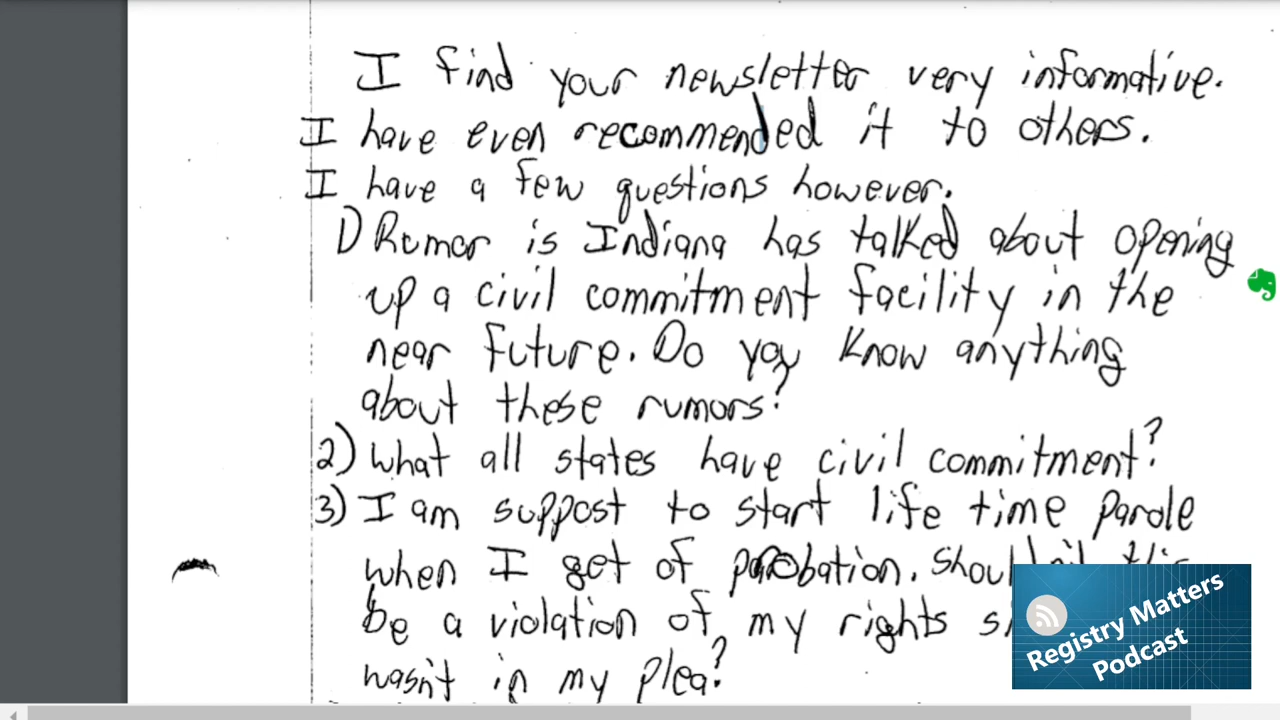 I find your newsletter very informative.
I have even recommended it to others.
I have a few questions however.
1) Rumor is Indiana has talked about opening
up a civil commitment facility in the
near future. Do you know anything
about these rumors?
2) What all states have civil commitment?
3) I am suppost to start life time parole
when I get of probation.
be a violation of my rights
wasn't in my plea?
Registry Matters
Podcast